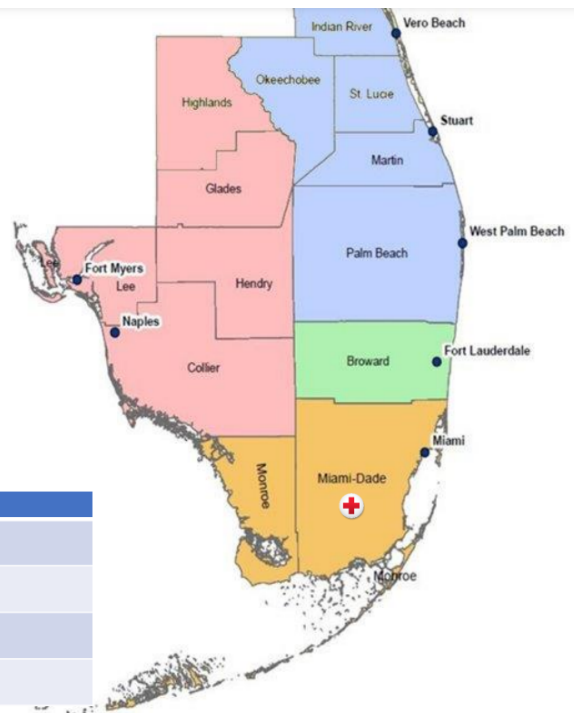 Indian River
Vero Beach
Okeechobee
St. Lucie
Highlands
Stuart
Martin
Glades
West Palm Beach
Palm Beach
Lee
Fort Myers
Lee
Hendry
Naples
Fort Lauderdale
Broward
Collier
Miami
Monroe
Miami-Dade
Monroe